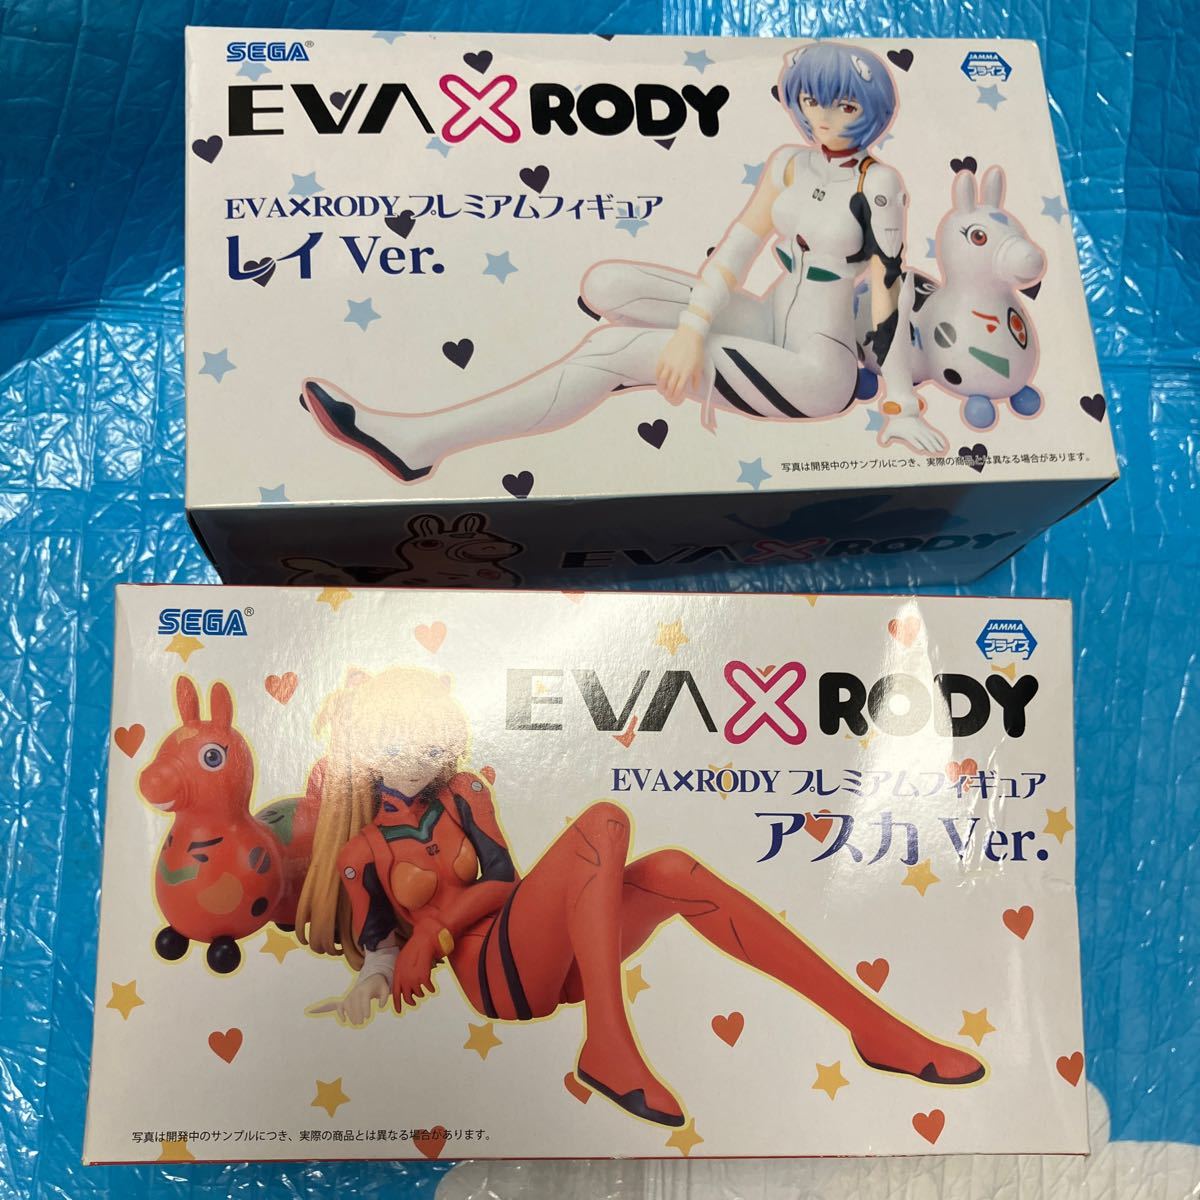 SEGA®
JAMMA
プライズ
EVA×RODY
EVA×RODY プレミアムフィギュア
レイ Ver.
00
写真は開発中のサンプルにつき、実際の商品とは異なる場合があります。
EVA×RODY
SEGA®
JAMMA
プライズ
EVA×RODY
EVA×RODY プレミアムフィギュア
アスカ Ver.
02
写真は開発中のサンプルにつき、実際の商品とは異なる場合があります。